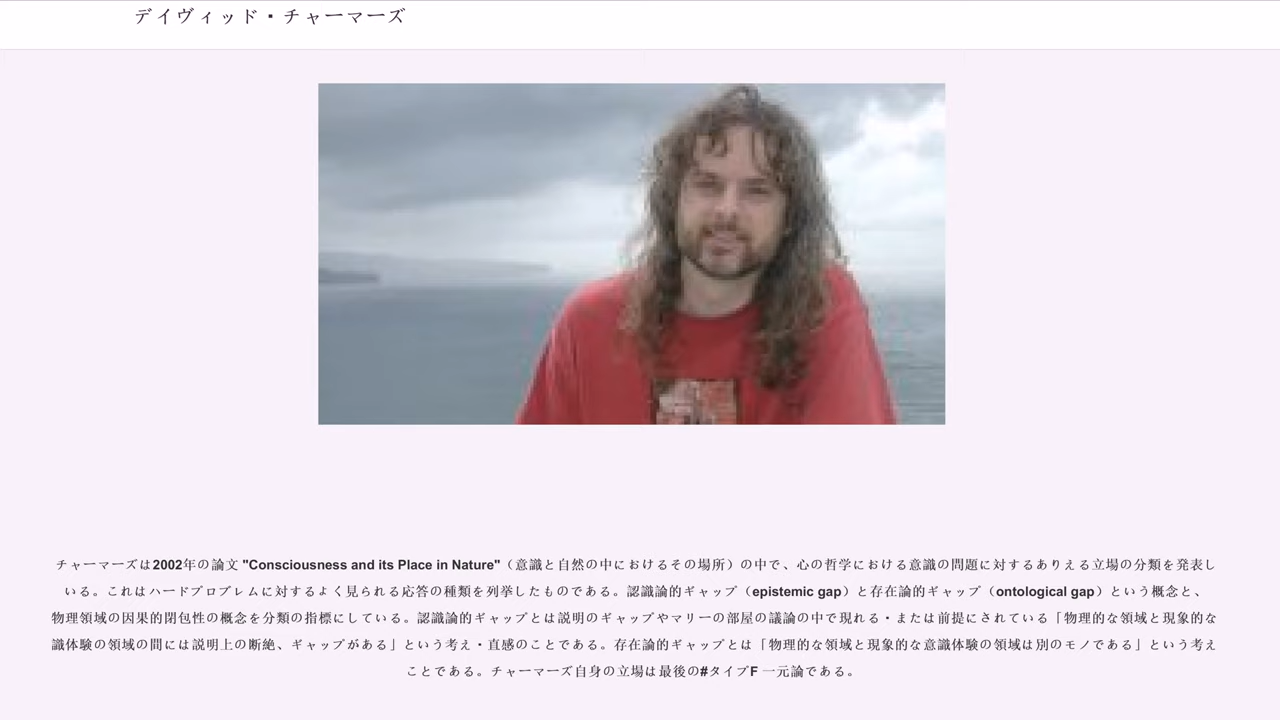 デイヴィッド・チャーマーズ
チャーマーズは2002年の論文 "Consciousness and its Place in Nature"（意識と自然の中におけるその場所）の中で、心の哲学における意識の問題に対するありえる立場の分類を発表し
いる。これはハードプロブレムに対するよく見られる応答の種類を列挙したものである。認識論的ギャップ（epistemic gap）と存在論的ギャップ（ontological gap）という概念と、
物理領域の因果的閉包性の概念を分類の指標にしている。認識論的ギャップとは説明のギャップやマリーの部屋の議論の中で現れる・または前提にされている「物理的な領域と現象的な
識体験の領域の間には説明上の断絶、ギャップがある」という考え・直感のことである。存在論的ギャップとは「物理的な領域と現象的な意識体験の領域は別のモノである」という考え
ことである。チャーマーズ自身の立場は最後の#タイプF 一元論である。